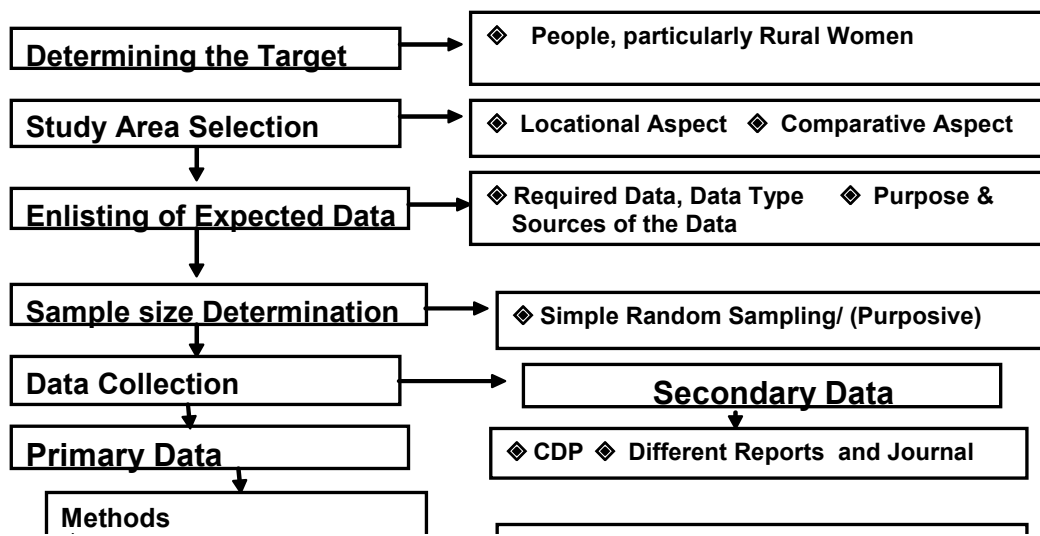 Determining the Target
◈ People, particularly Rural Women
Study Area Selection
◈ Locational Aspect ◈ Comparative Aspect
Enlisting of Expected Data
◈ Required Data, Data Type ◈ Purpose &
Sources of the Data
Sample size Determination
◈ Simple Random Sampling/ (Purposive)
Data Collection
Secondary Data
Primary Data
◈ CDP ◈ Different Reports and Journal
Methods